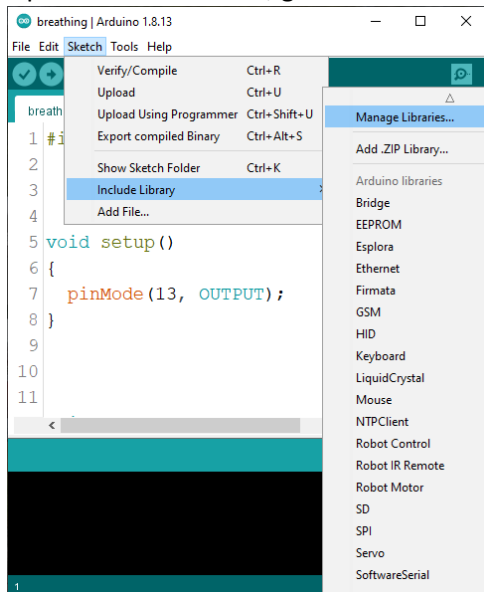 breathing | Arduino 1.8.13
File Edit Sketch Tools Help
Verify/Compile Ctrl+R
Upload Ctrl+U
Upload Using Programmer Ctrl+Shift+U
Export compiled Binary Ctrl+Alt+S
Show Sketch Folder Ctrl+K
Include Library
Add File...
breath
1 #i
2
3
4
5 void setup()
6 {
7 pinMode(13, OUTPUT);
8 }
9
10
11
Manage Libraries...
Add .ZIP Library...
Arduino libraries
Bridge
EEPROM
Esplora
Ethernet
Firmata
GSM
HID
Keyboard
LiquidCrystal
Mouse
NTPClient
Robot Control
Robot IR Remote
Robot Motor
SD
SPI
Servo
SoftwareSerial
1